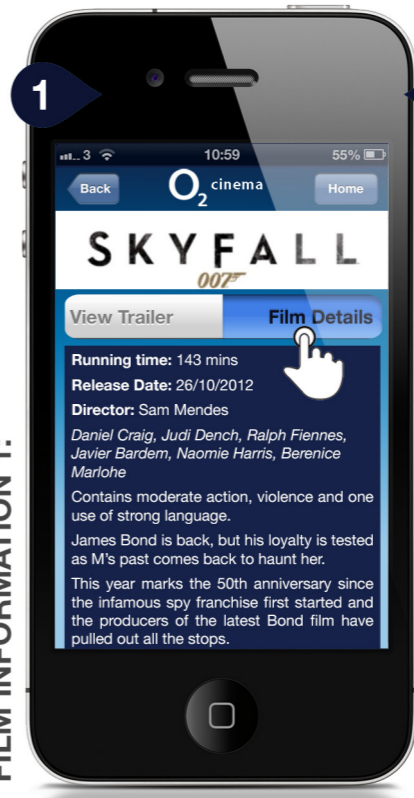 1
3
10:59
55%
Back
O2 cinema
Home
SKYFALL
007
View Trailer
Film Details
Running time: 143 mins
Release Date: 26/10/2012
Director: Sam Mendes
Daniel Craig, Judi Dench, Ralph Fiennes,
Javier Bardem, Naomie Harris, Berenice
Marlohe
Contains moderate action, violence and one
use of strong language.
James Bond is back, but his loyalty is tested
as M's past comes back to haunt her.
This year marks the 50th anniversary since
the infamous spy franchise first started and
the producers of the latest Bond film have
pulled out all the stops.
FILM INFORMATION 1.